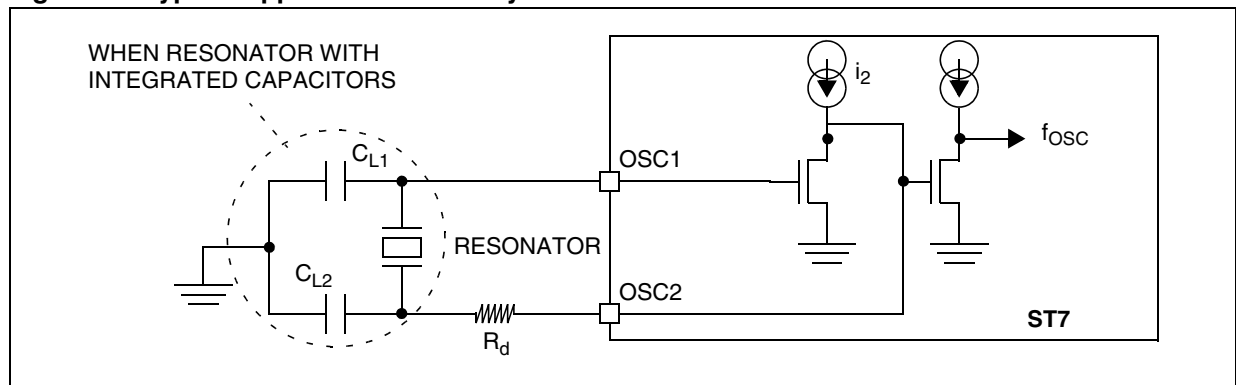 WHEN RESONATOR WITH
INTEGRATED CAPACITORS
i2
fOSC
CL1
OSC1
RESONATOR
CL2
OSC2
Rd
ST7